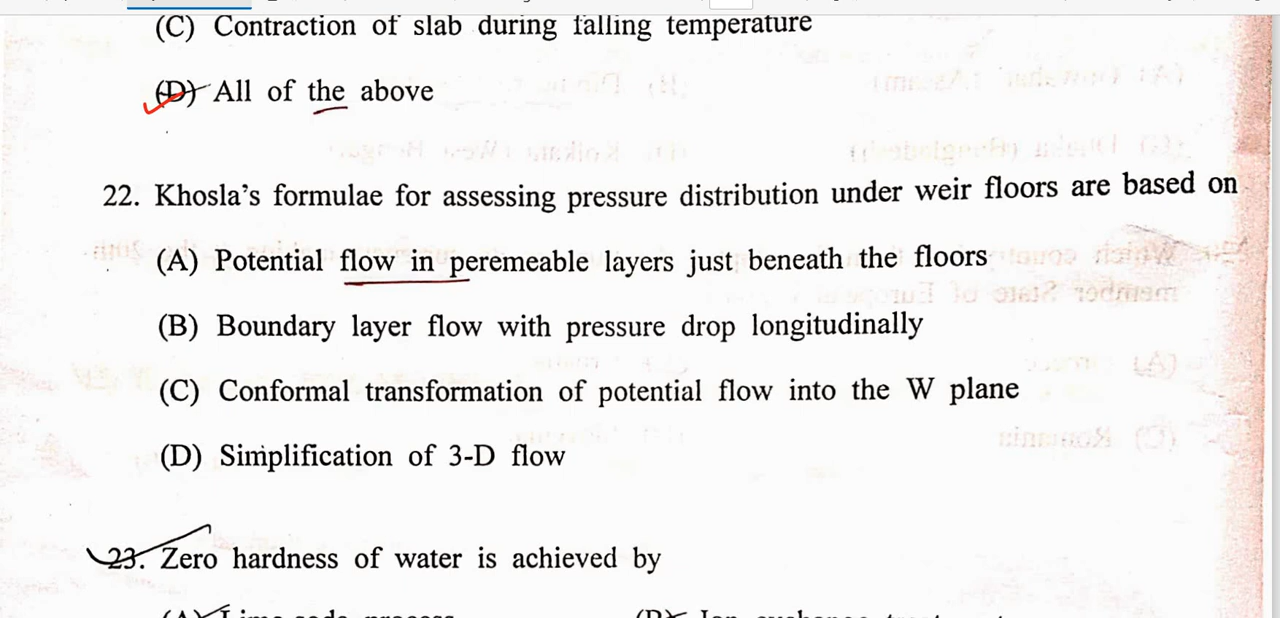 (C) Contraction of slab during falling temperature
(D) All of the above
22. Khosla's formulae for assessing pressure distribution under weir floors are based on
(A) Potential flow in peremeable layers just beneath the floors
(B) Boundary layer flow with pressure drop longitudinally
(C) Conformal transformation of potential flow into the W plane
(D) Simplification of 3-D flow
23. Zero hardness of water is achieved by